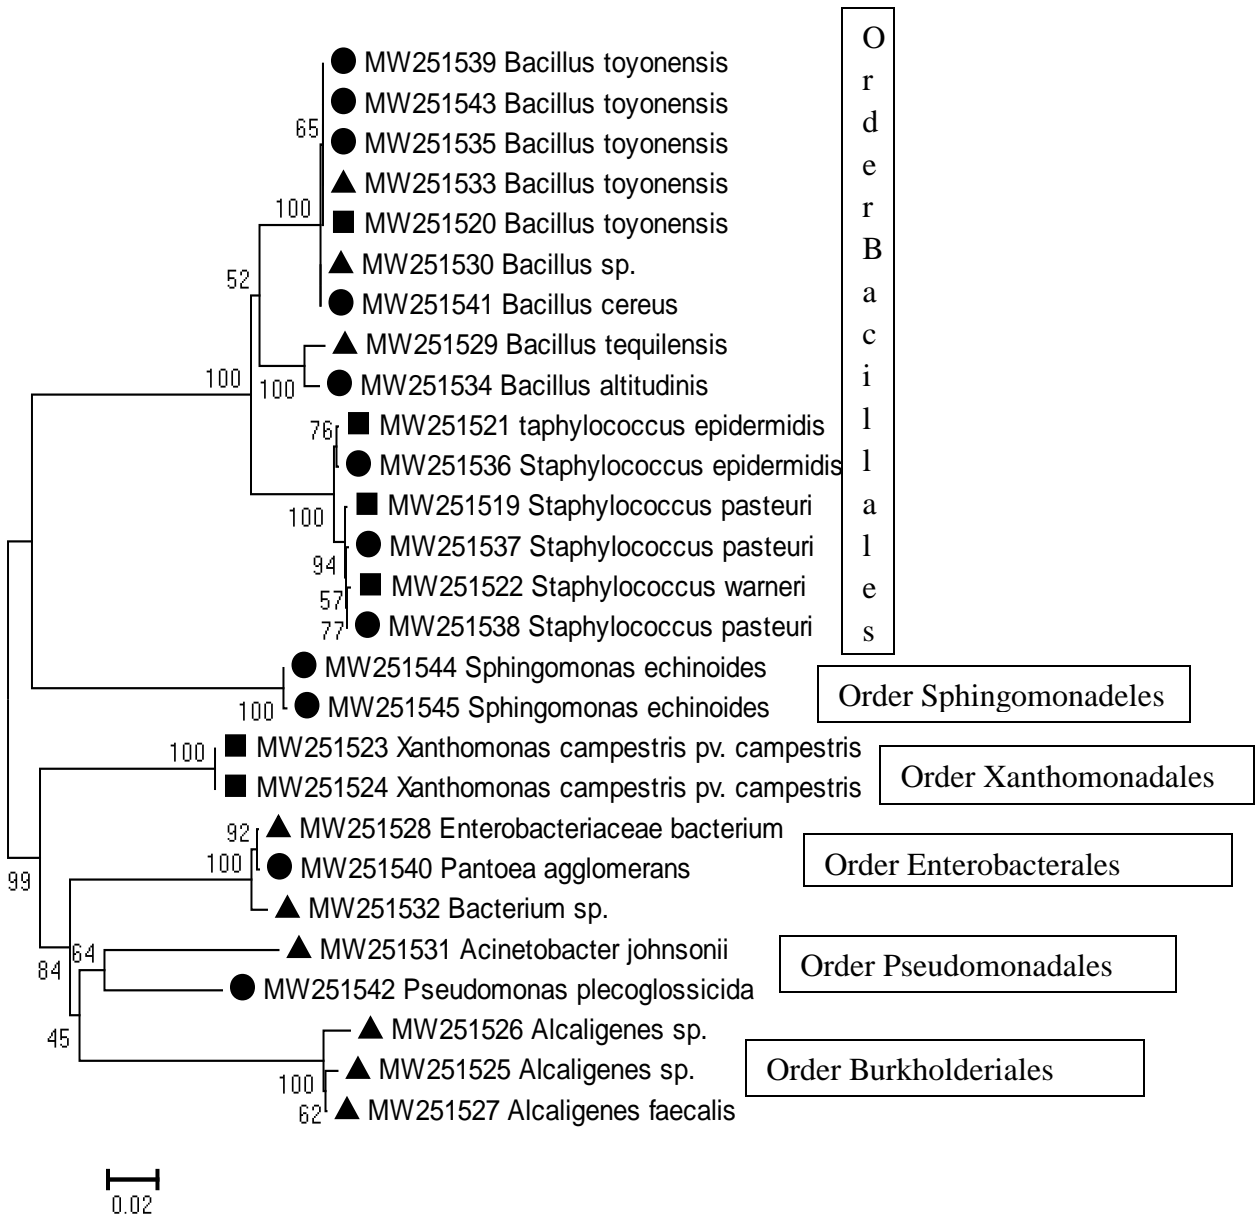 MW251539 Bacillus toyonensis
MW251543 Bacillus toyonensis
65
MW251535 Bacillus toyonensis
MW251533 Bacillus toyonensis
100
MW251520 Bacillus toyonensis
MW251530 Bacillus sp.
52
MW251541 Bacillus cereus
MW251529 Bacillus tequilensis
100
100
MW251534 Bacillus altitudinis
76
MW251521 taphylococcus epidermidis
MW251536 Staphylococcus epidermidis
100
MW251519 Staphylococcus pasteuri
MW251537 Staphylococcus pasteuri
94
MW251522 Staphylococcus warneri
57
77
MW251538 Staphylococcus pasteuri
Order Bacillales
MW251544 Sphingomonas echinoides
100
MW251545 Sphingomonas echinoides
Order Sphingomonadeles
100
MW251523 Xanthomonas campestris pv. campestris
MW251524 Xanthomonas campestris pv. campestris
Order Xanthomonadales
92
MW251528 Enterobacteriaceae bacterium
100
MW251540 Pantoea agglomerans
Order Enterobacterales
99
MW251532 Bacterium sp.
64
MW251531 Acinetobacter johnsonii
84
MW251542 Pseudomonas plecoglossicida
Order Pseudomonadales
45
MW251526 Alcaligenes sp.
MW251525 Alcaligenes sp.
100
62
MW251527 Alcaligenes faecalis
Order Burkholderiales
0.02